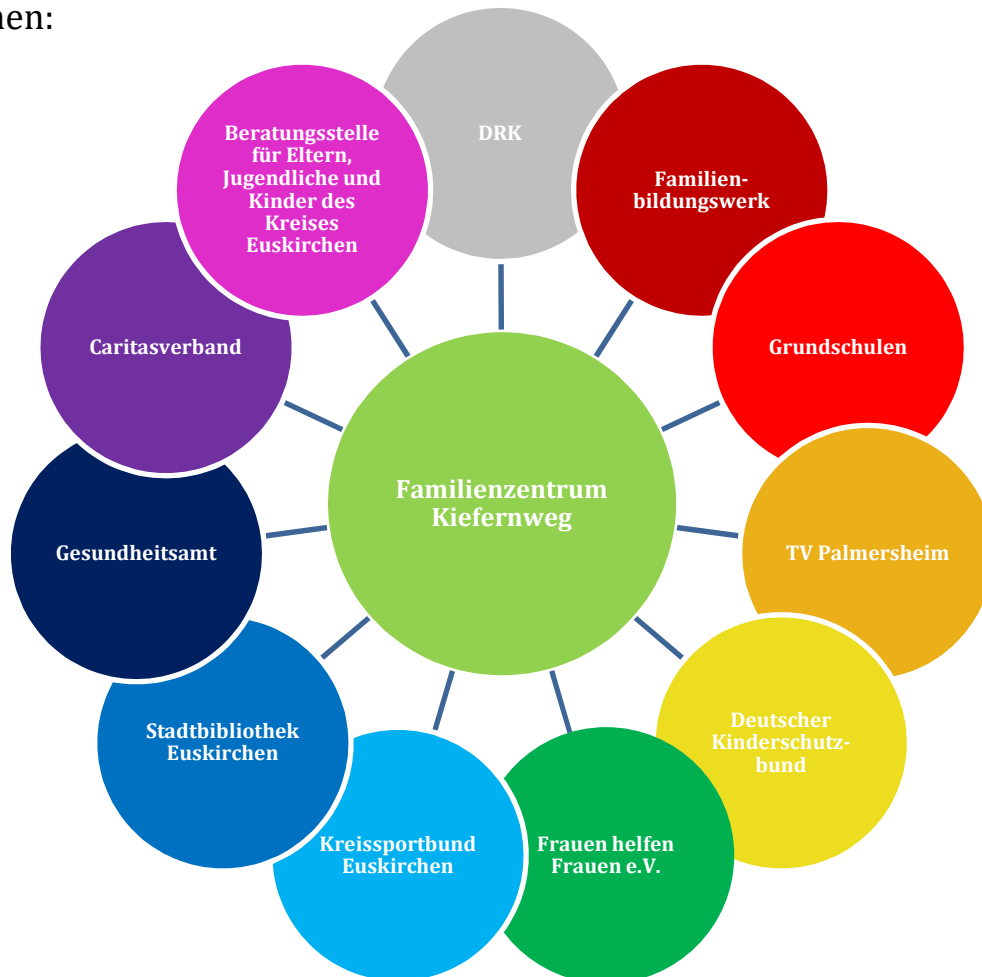 nen:
DRK
Beratungsstelle
für Eltern,
Jugendliche und
Kinder des
Kreises
Euskirchen
Familien-
bildungswerk
Caritasverband
Grundschulen
Familienzentrum
Kiefernweg
Gesundheitsamt
TV Palmersheim
Stadtbibliothek
Euskirchen
Deutscher
Kinderschutz-
bund
Kreissportbund
Euskirchen
Frauen helfen
Frauen e.V.